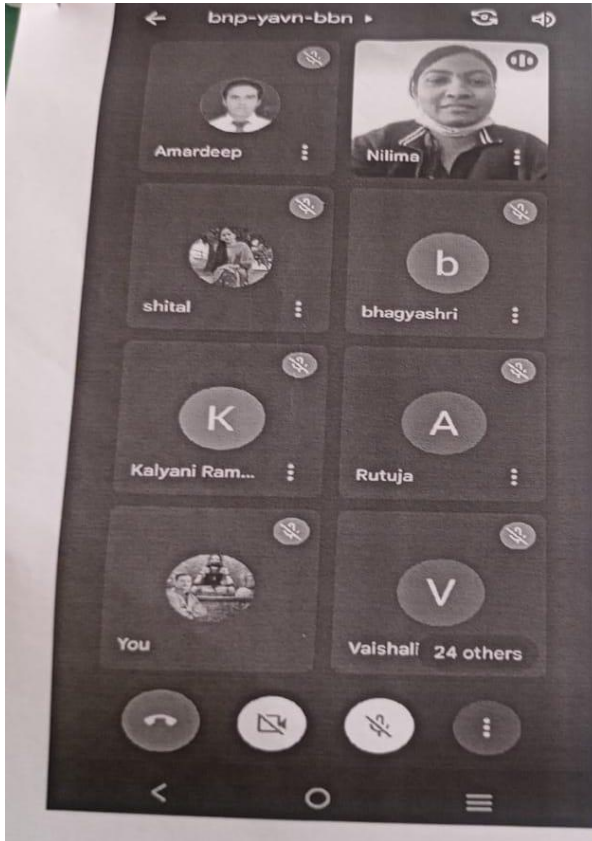 bnp-yavn-bbn
Amardeep
Nilima
shital
b
bhagyashri
K
Kalyani Ram...
A
Rutuja
You
V
Vaishali 24 others